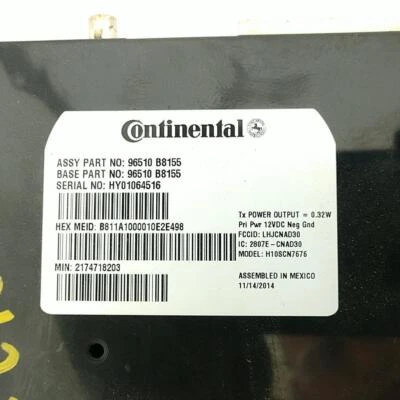 Continental
ASSY PART NO: 96510 B8155
BASE PART NO: 96510 B8155
SERIAL NO: HY01064516
HEX MEID: B811A1000010E2E498
MIN: 2174718203
Tx POWER OUTPUT = 0.32W
Pri Pwr 12VDC Neg Gnd
FCCID: LHJCNAD30
IC: 2807E-CNAD30
MODEL: H10SCN7676
ASSEMBLED IN MEXICO
11/14/2014